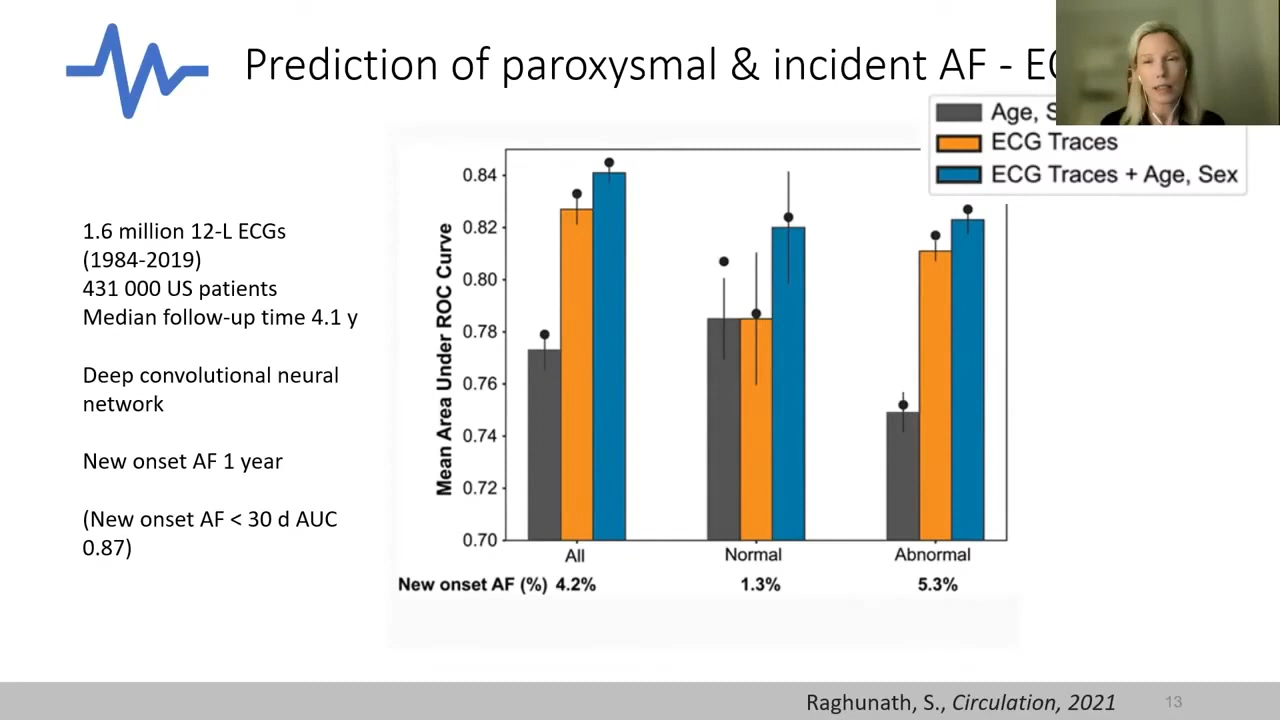 Prediction of paroxysmal & incident AF -
Age,
ECG Traces
ECG Traces + Age, Sex
1.6 million 12-L ECGs
(1984-2019)
431 000 US patients
Median follow-up time 4.1 y
Deep convolutional neural
network
New onset AF 1 year
(New onset AF < 30 d AUC
0.87)
Mean Area Under ROC Curve
0.84
0.82
0.80
0.78
0.76
0.74
0.72
0.70
All Normal Abnormal
New onset AF (%) 4.2% 1.3% 5.3%
Raghunath, S., Circulation, 2021
13